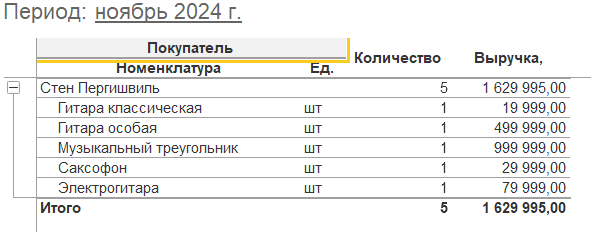 Период: ноябрь 2024 г.
Покупатель Количество Выручка,
Номенклатура Ед.
Стен Пергишвиль 5 1 629 995,00
Гитара классическая шт 1 19 999,00
Гитара особая шт 1 499 999,00
Музыкальный треугольник шт 1 999 999,00
Саксофон шт 1 29 999,00
Электрогитара шт 1 79 999,00
Итого 5 1 629 995,00